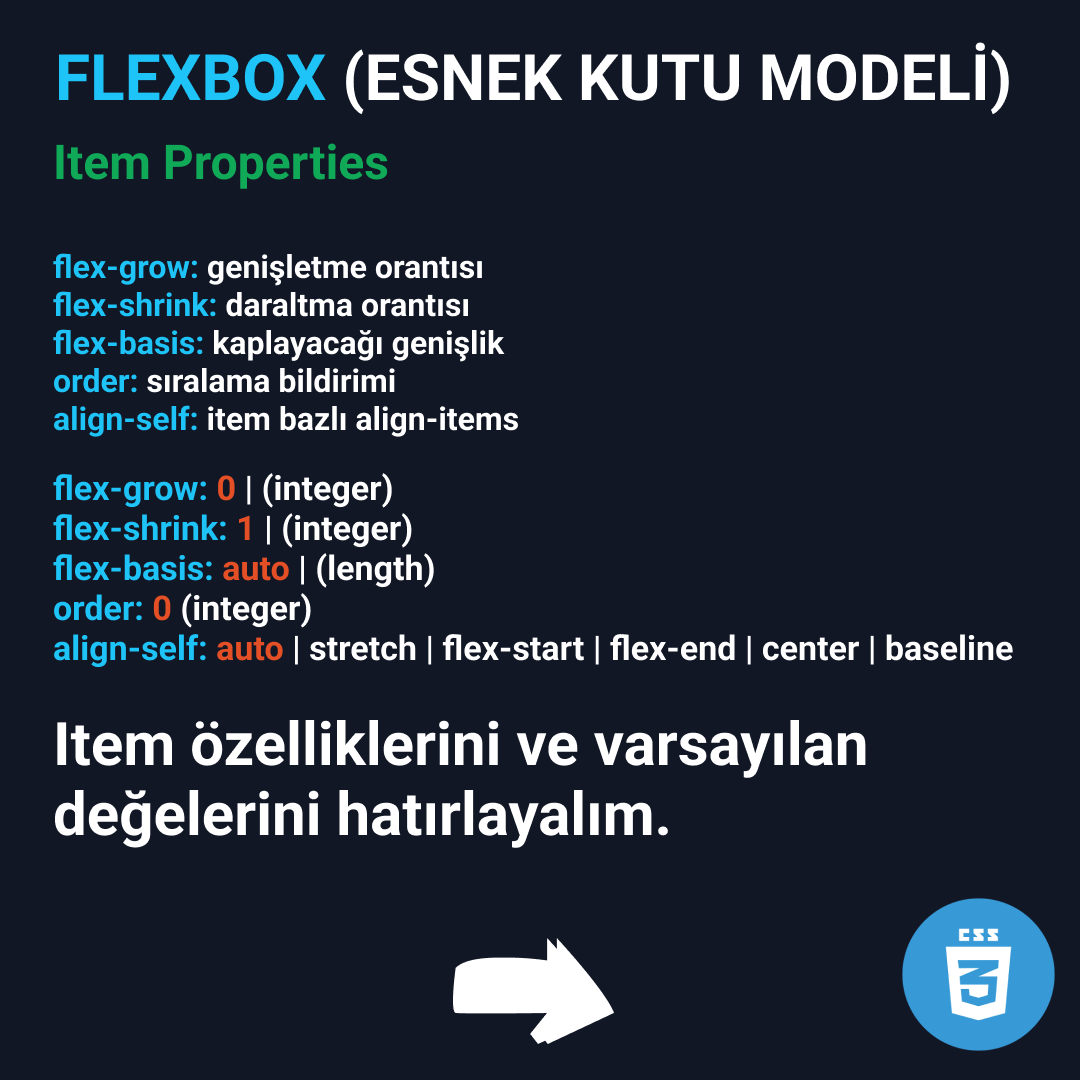 FLEXBOX (ESNEK KUTU MODELİ)
Item Properties
flex-grow: genişletme orantısı
flex-shrink: daraltma orantısı
flex-basis: kaplayacağı genişlik
order: sıralama bildirimi
align-self: item bazlı align-items
flex-grow: 0 | (integer)
flex-shrink: 1 | (integer)
flex-basis: auto | (length)
order: 0 (integer)
align-self: auto | stretch | flex-start | flex-end | center | baseline
Item özelliklerini ve varsayılan
değelerini hatırlayalım.
CSS
3